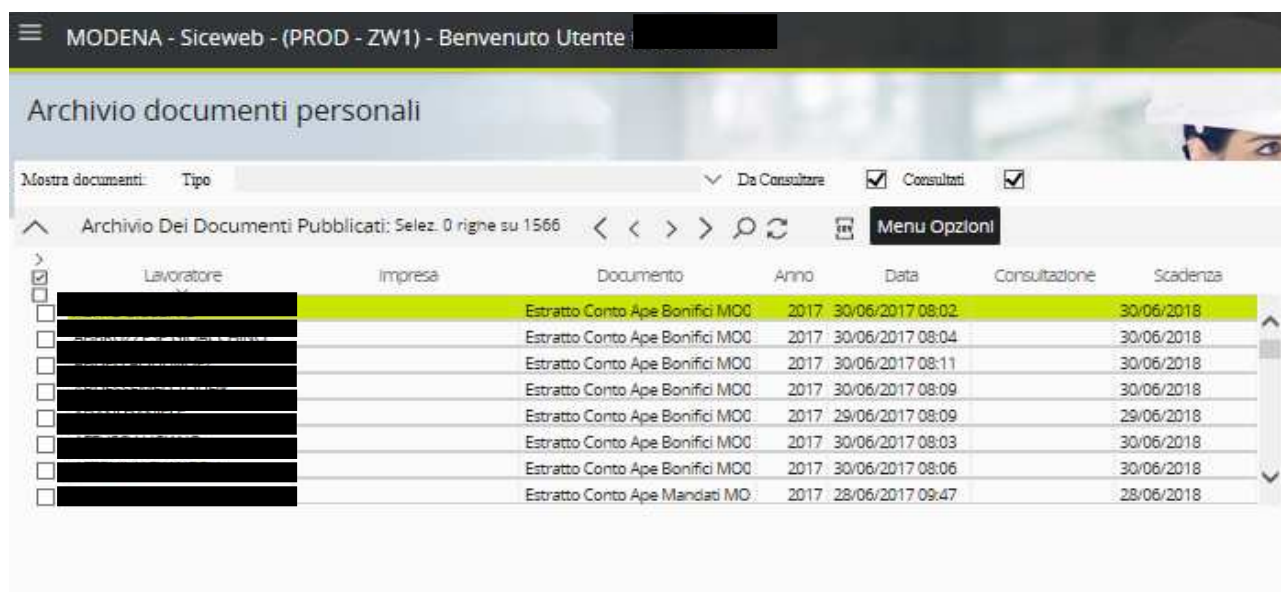 MODENA - Siceweb - (PROD - ZW1) - Benvenuto Utente
Archivio documenti personali
Mostra documenti: Tipo Da Consultare Consultati
Archivio Dei Documenti Pubblicati: Selez. 0 righe su 1566 Menu Opzioni
Lavoratore Impresa Documento Anno Data Consultazione Scadenza
Estratto Conto Ape Bonifici MO0 2017 30/06/2017 08:02 30/06/2018
Estratto Conto Ape Bonifici MO0 2017 30/06/2017 08:04 30/06/2018
Estratto Conto Ape Bonifici MO0 2017 30/06/2017 08:11 30/06/2018
Estratto Conto Ape Bonifici MO0 2017 30/06/2017 08:09 30/06/2018
Estratto Conto Ape Bonifici MO0 2017 29/06/2017 08:09 29/06/2018
Estratto Conto Ape Bonifici MO0 2017 30/06/2017 08:03 30/06/2018
Estratto Conto Ape Bonifici MO0 2017 30/06/2017 08:06 30/06/2018
Estratto Conto Ape Mandati MO 2017 28/06/2017 09:47 28/06/2018